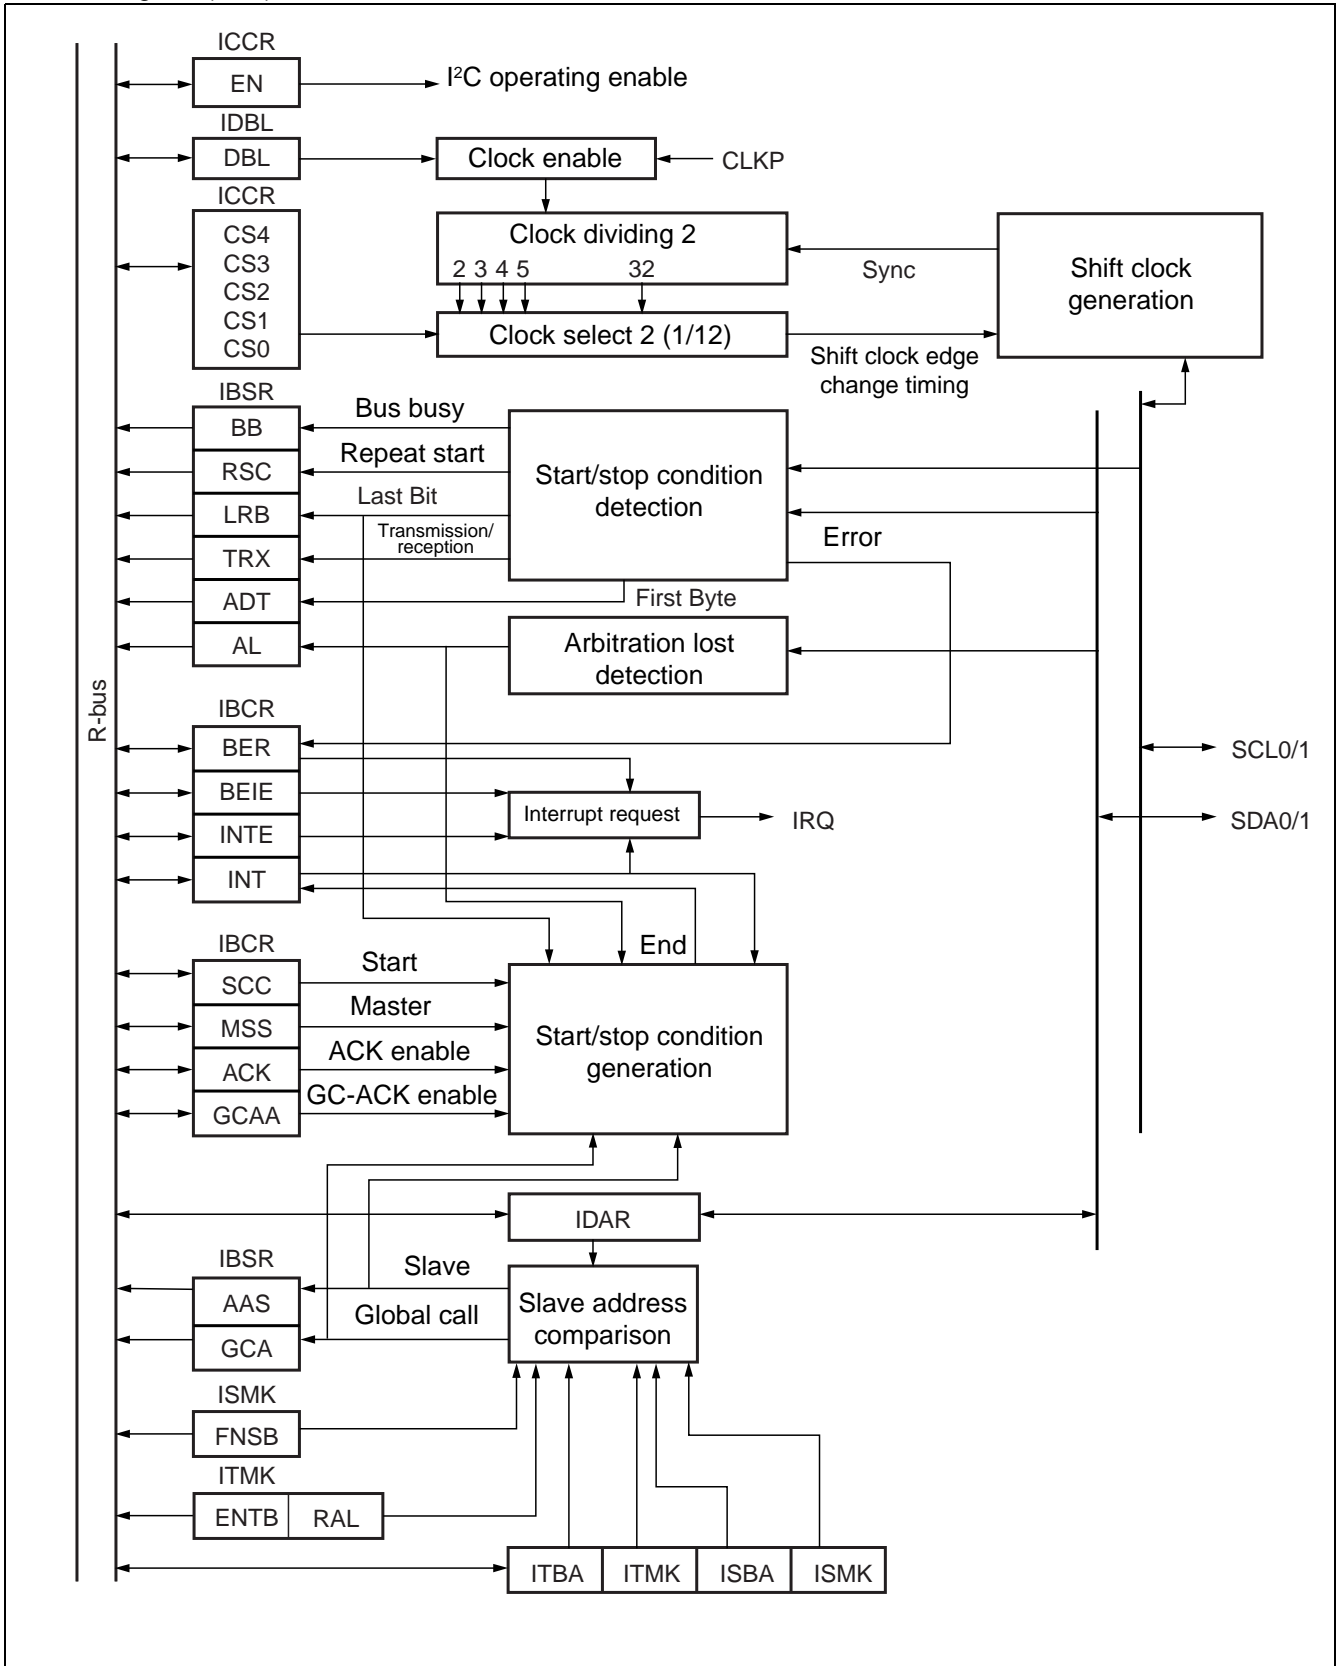 ICCR
EN
I²C operating enable
IDBL
DBL
Clock enable
CLKP
ICCR
CS4
CS3
CS2
CS1
CS0
Clock dividing 2
2 3 4 5 32
Clock select 2 (1/12)
Sync
Shift clock
generation
Shift clock edge
change timing
IBSR
BB
RSC
LRB
TRX
ADT
AL
Bus busy
Repeat start
Last Bit
Transmission/
reception
Start/stop condition
detection
Error
First Byte
Arbitration lost
detection
R-bus
IBCR
BER
BEIE
INTE
INT
Interrupt request
IRQ
SCL0/1
SDA0/1
IBCR
SCC
MSS
ACK
GCAA
Start
Master
ACK enable
GC-ACK enable
End
Start/stop condition
generation
IDAR
IBSR
AAS
GCA
Slave
Global call
Slave address
comparison
ISMK
FNSB
ITMK
ENTB RAL
ITBA ITMK ISBA ISMK